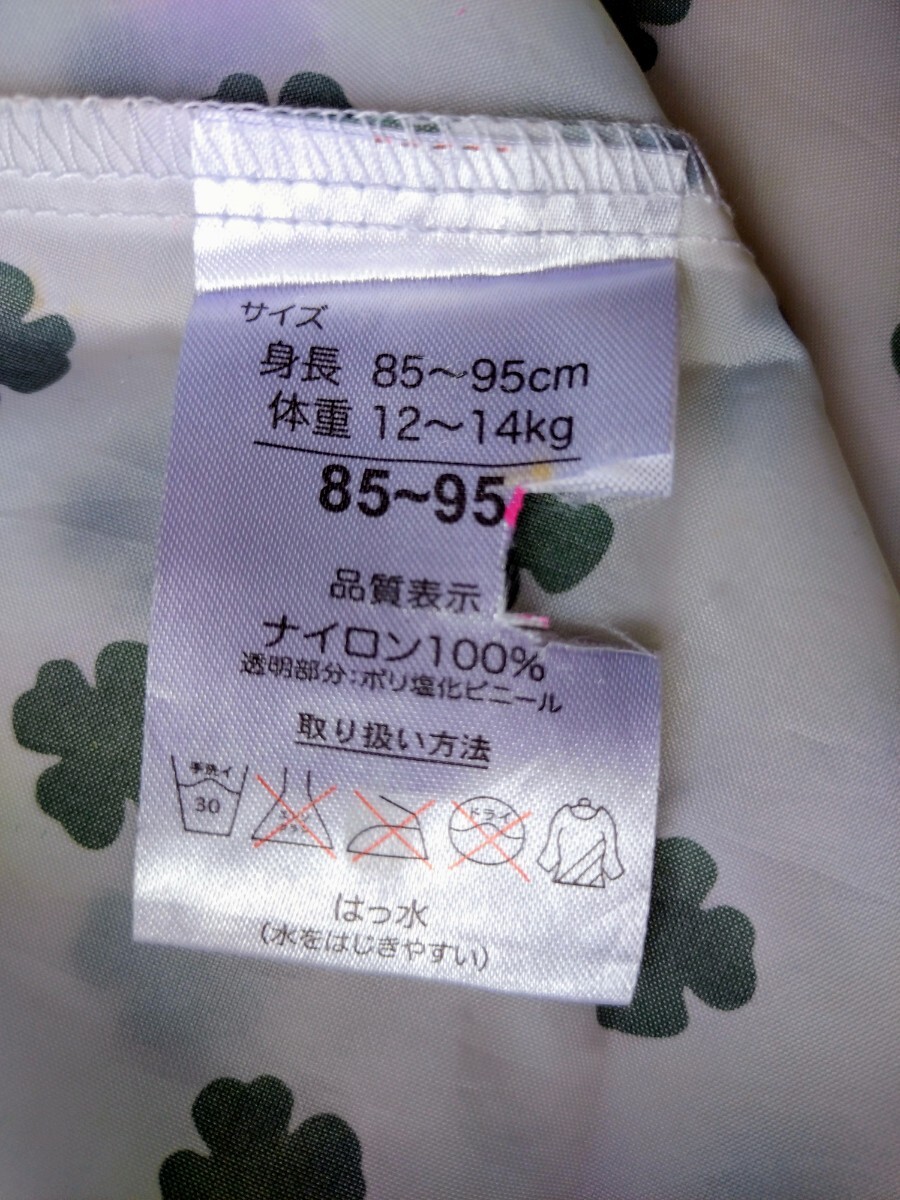 サイズ
身長 85～95cm
体重 12～14kg
85~95
品質表示
ナイロン100%
透明部分:ポリ塩化ビニール
取り扱い方法
手洗イ
30
ドライ
はっ水
(水をはじきやすい)